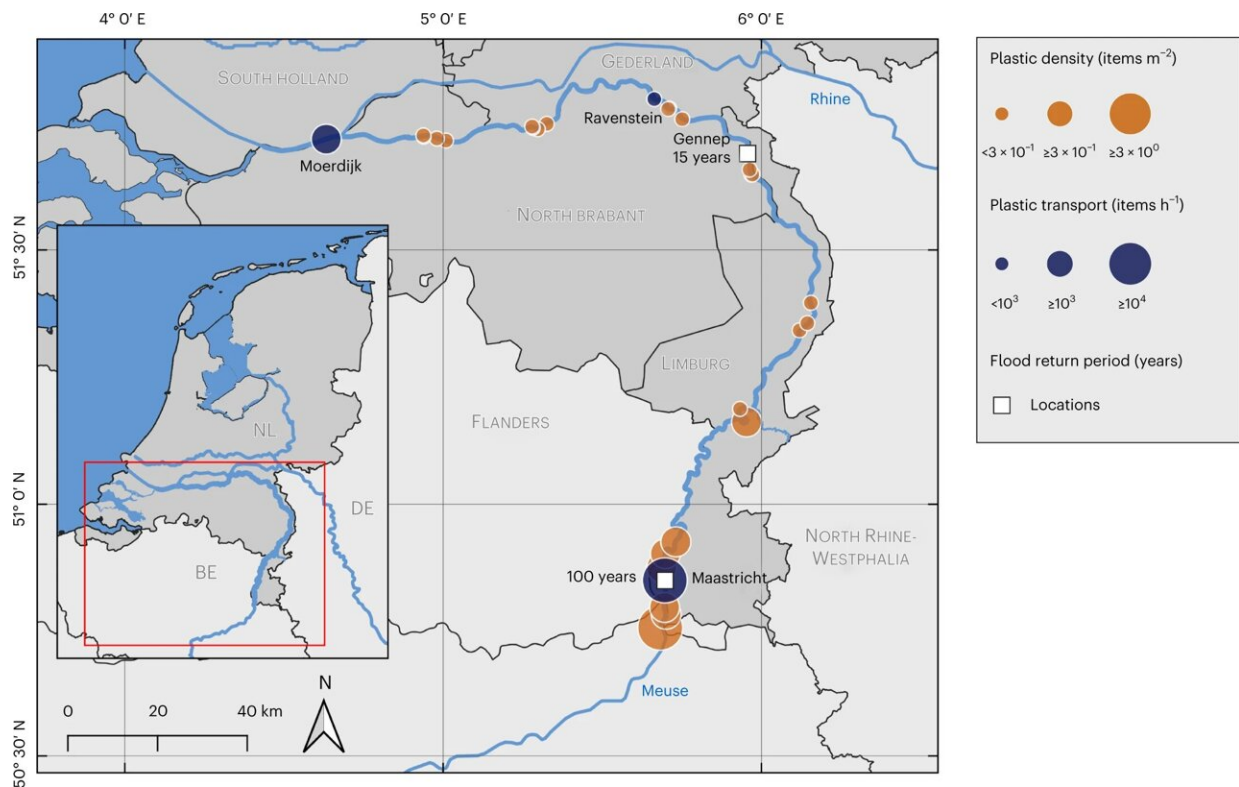 4° 0′ E
5° 0′ E
6° 0′ E
SOUTH HOLLAND
GEDERLAND
Rhine
Ravenstein
Gennep
15 years
Moerdijk
NORTH BRABANT
51° 30′ N
LIMBURG
FLANDERS
NL
DE
BE
51° 0′ N
NORTH RHINE-
WESTPHALIA
100 years
Maastricht
Meuse
N
0 20 40 km
50° 30′ N
Plastic density (items m⁻²)
<3 × 10⁻¹ ≥3 × 10⁻¹ ≥3 × 10⁰
Plastic transport (items h⁻¹)
<10³ ≥10³ ≥10⁴
Flood return period (years)
Locations